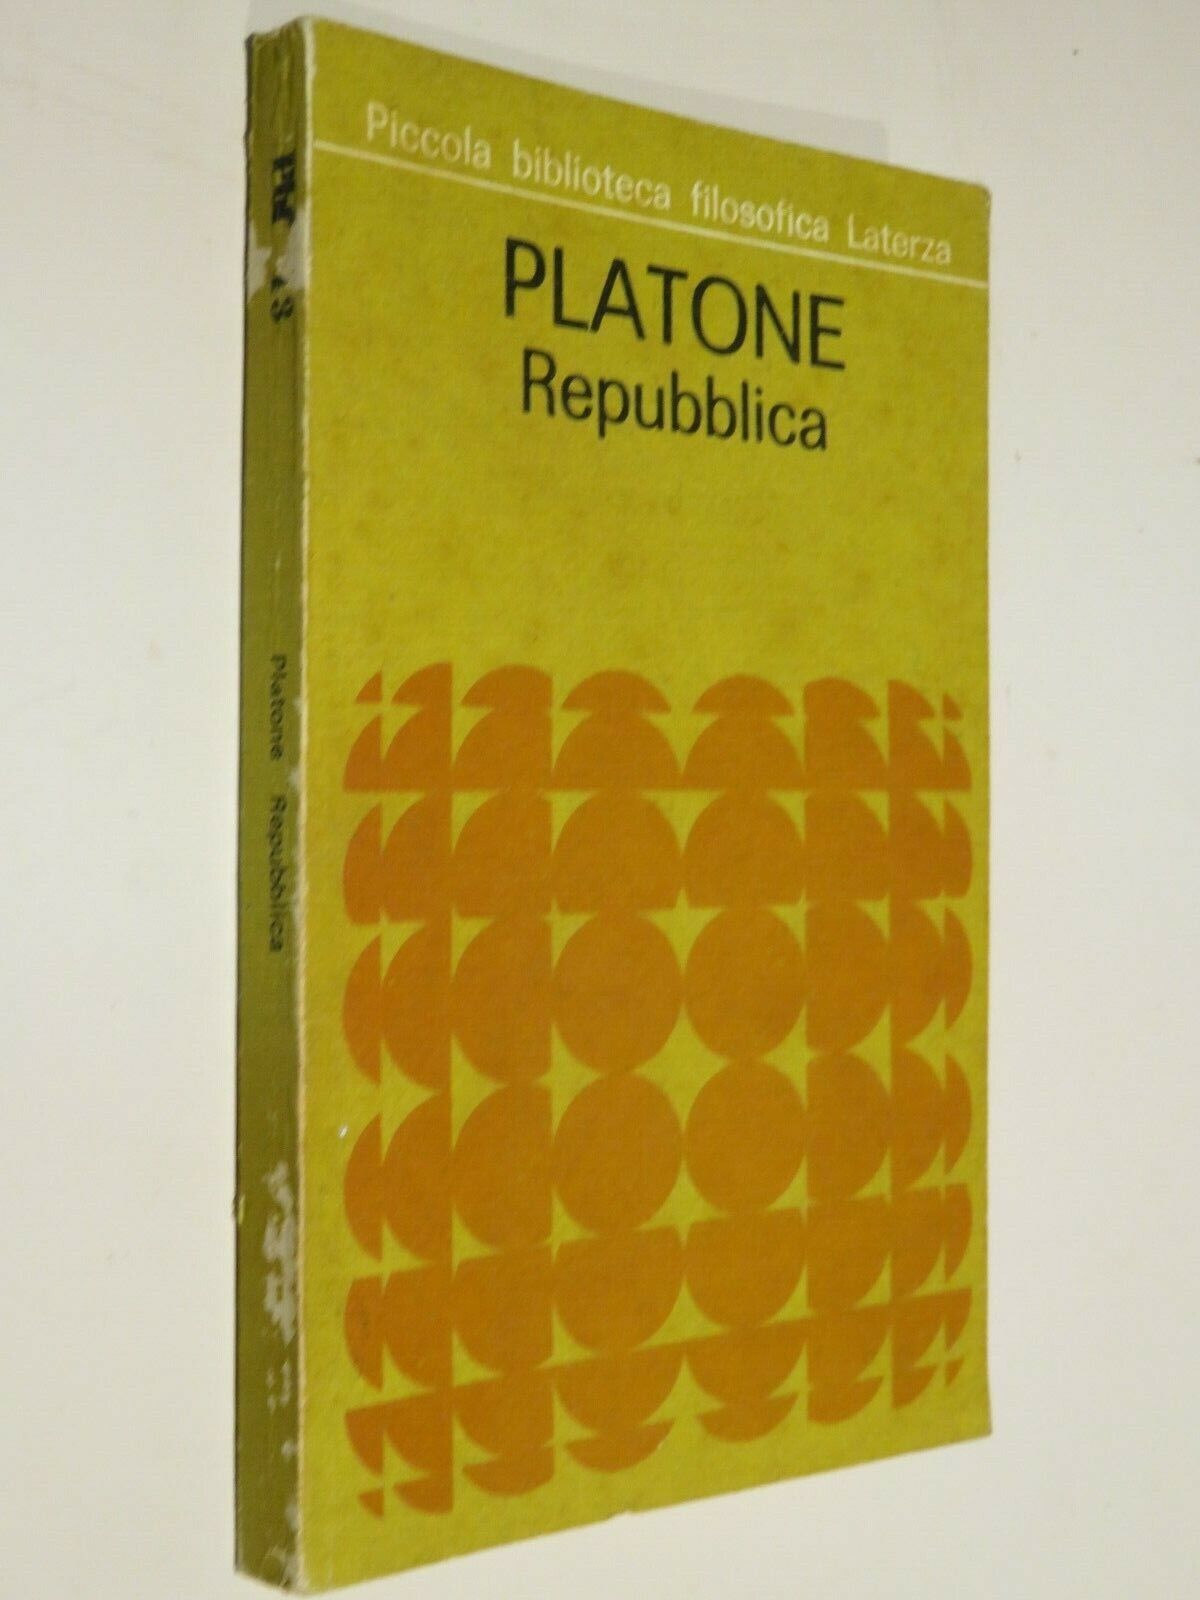 Piccola biblioteca filosofica Laterza
PLATONE
Repubblica
Platone Repubblica